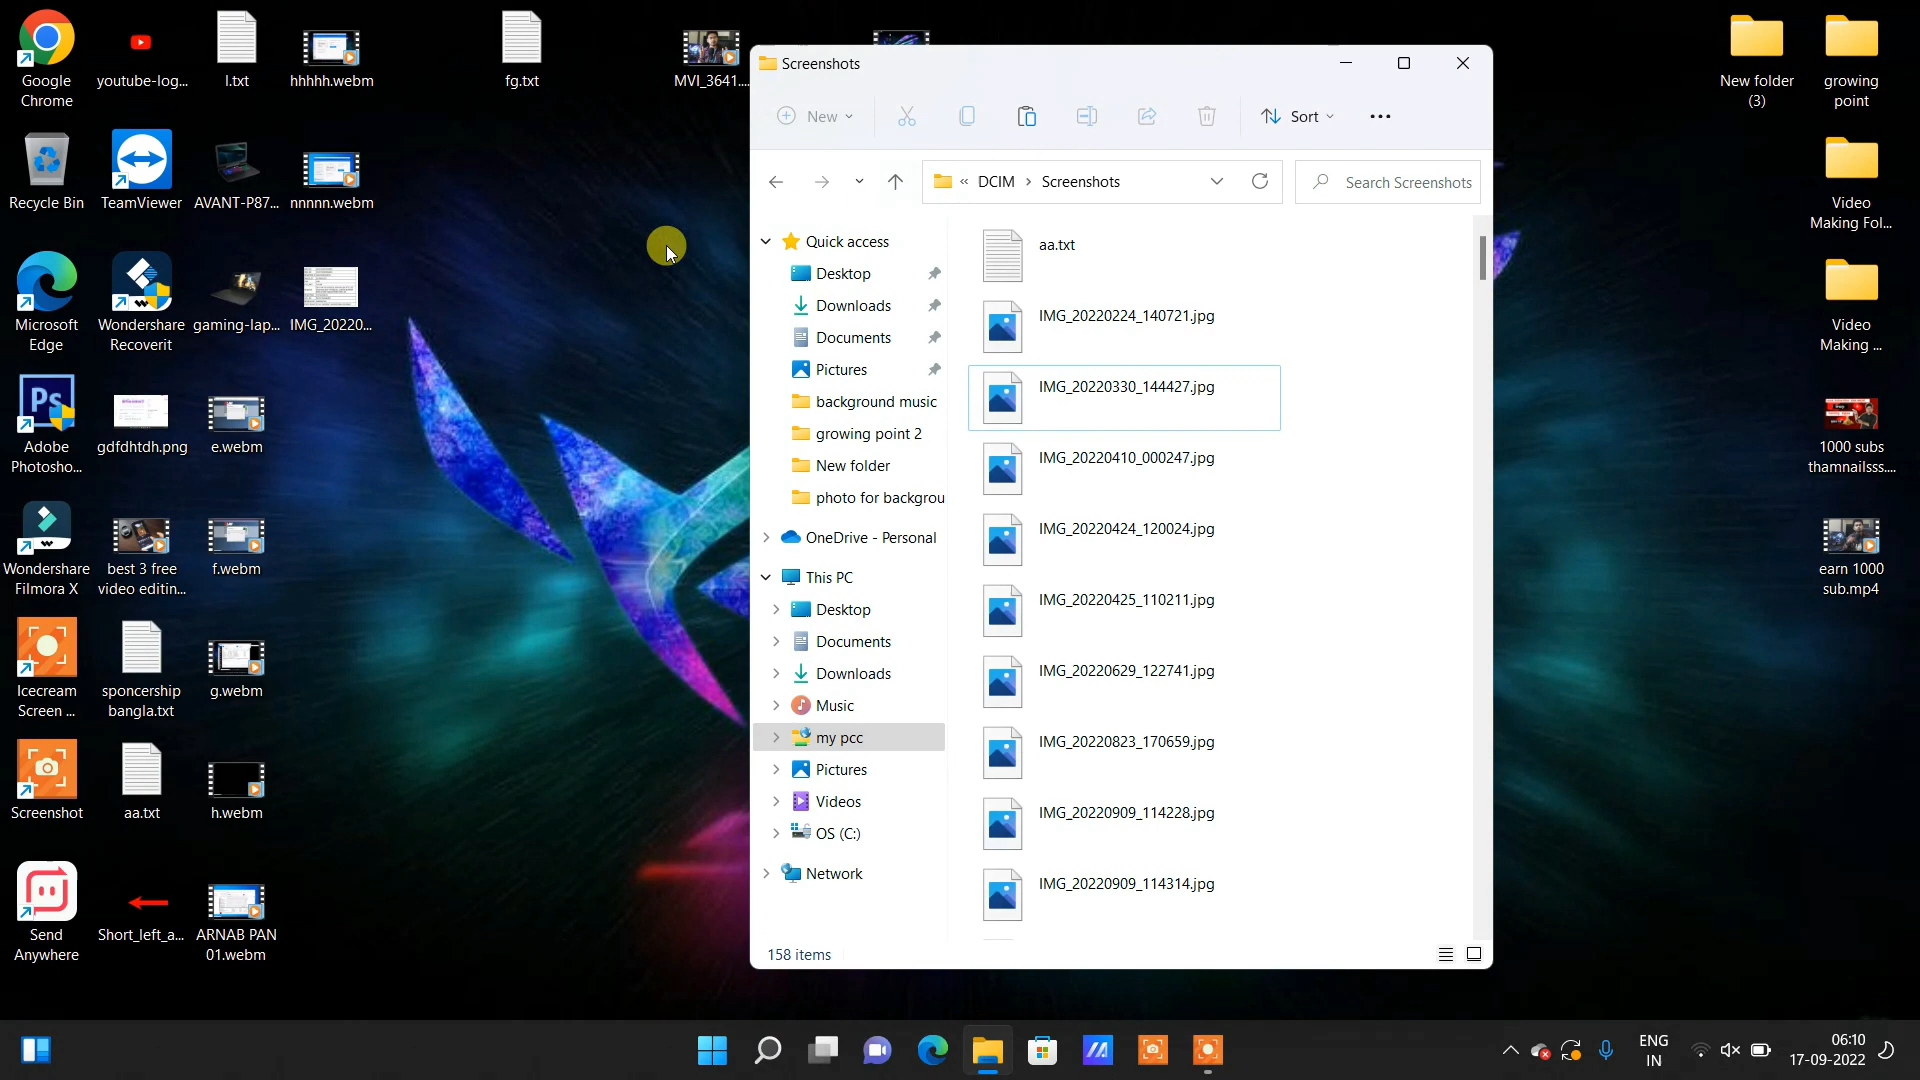 Google
Chrome
youtube-log...
l.txt
hhhhh.webm
fg.txt
MVI_3641....
New folder
(3)
growing
point
Recycle Bin
TeamViewer
AVANT-P87...
nnnnn.webm
Video
Making Fol...
Microsoft
Edge
Wondershare
Recoverit
gaming-lap...
IMG_20220...
Video
Making ...
Ps
Adobe
Photosho...
gdfdhtdh.png
e.webm
1000 subs
thamnailsss....
Wondershare
Filmora X
best 3 free
video editin...
f.webm
earn 1000
sub.mp4
Icecream
Screen ...
sponcership
bangla.txt
g.webm
Screenshot
aa.txt
h.webm
Send
Anywhere
Short_left_a...
ARNAB PAN
01.webm
Screenshots
New
Sort
« DCIM > Screenshots
Search Screenshots
Quick access
Desktop
Downloads
Documents
Pictures
background music
growing point 2
New folder
photo for backgrou
OneDrive - Personal
This PC
Desktop
Documents
Downloads
Music
my pcc
Pictures
Videos
OS (C:)
Network
aa.txt
IMG_20220224_140721.jpg
IMG_20220330_144427.jpg
IMG_20220410_000247.jpg
IMG_20220424_120024.jpg
IMG_20220425_110211.jpg
IMG_20220629_122741.jpg
IMG_20220823_170659.jpg
IMG_20220909_114228.jpg
IMG_20220909_114314.jpg
158 items
ENG
IN
06:10
17-09-2022